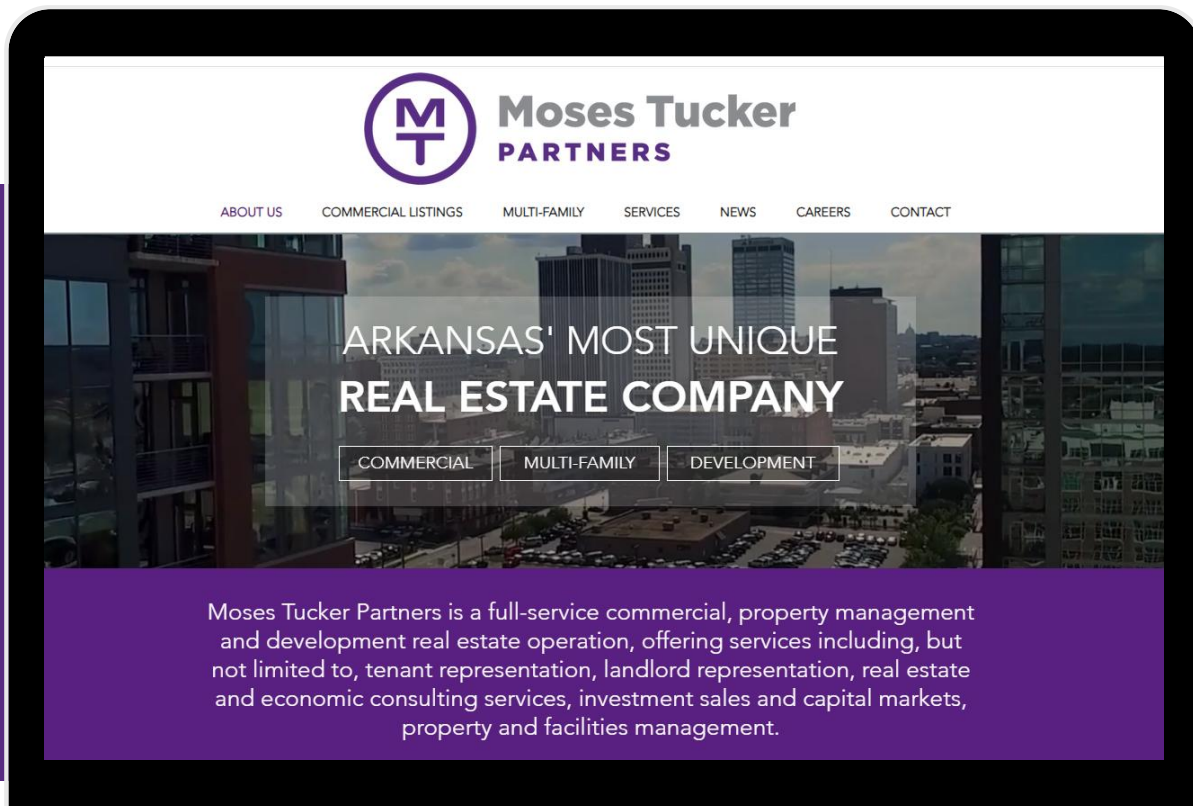 MT
Moses Tucker
PARTNERS
ABOUT US COMMERCIAL LISTINGS MULTI-FAMILY SERVICES NEWS CAREERS CONTACT
ARKANSAS' MOST UNIQUE
REAL ESTATE COMPANY
COMMERCIAL MULTI-FAMILY DEVELOPMENT
Moses Tucker Partners is a full-service commercial, property management
and development real estate operation, offering services including, but
not limited to, tenant representation, landlord representation, real estate
and economic consulting services, investment sales and capital markets,
property and facilities management.